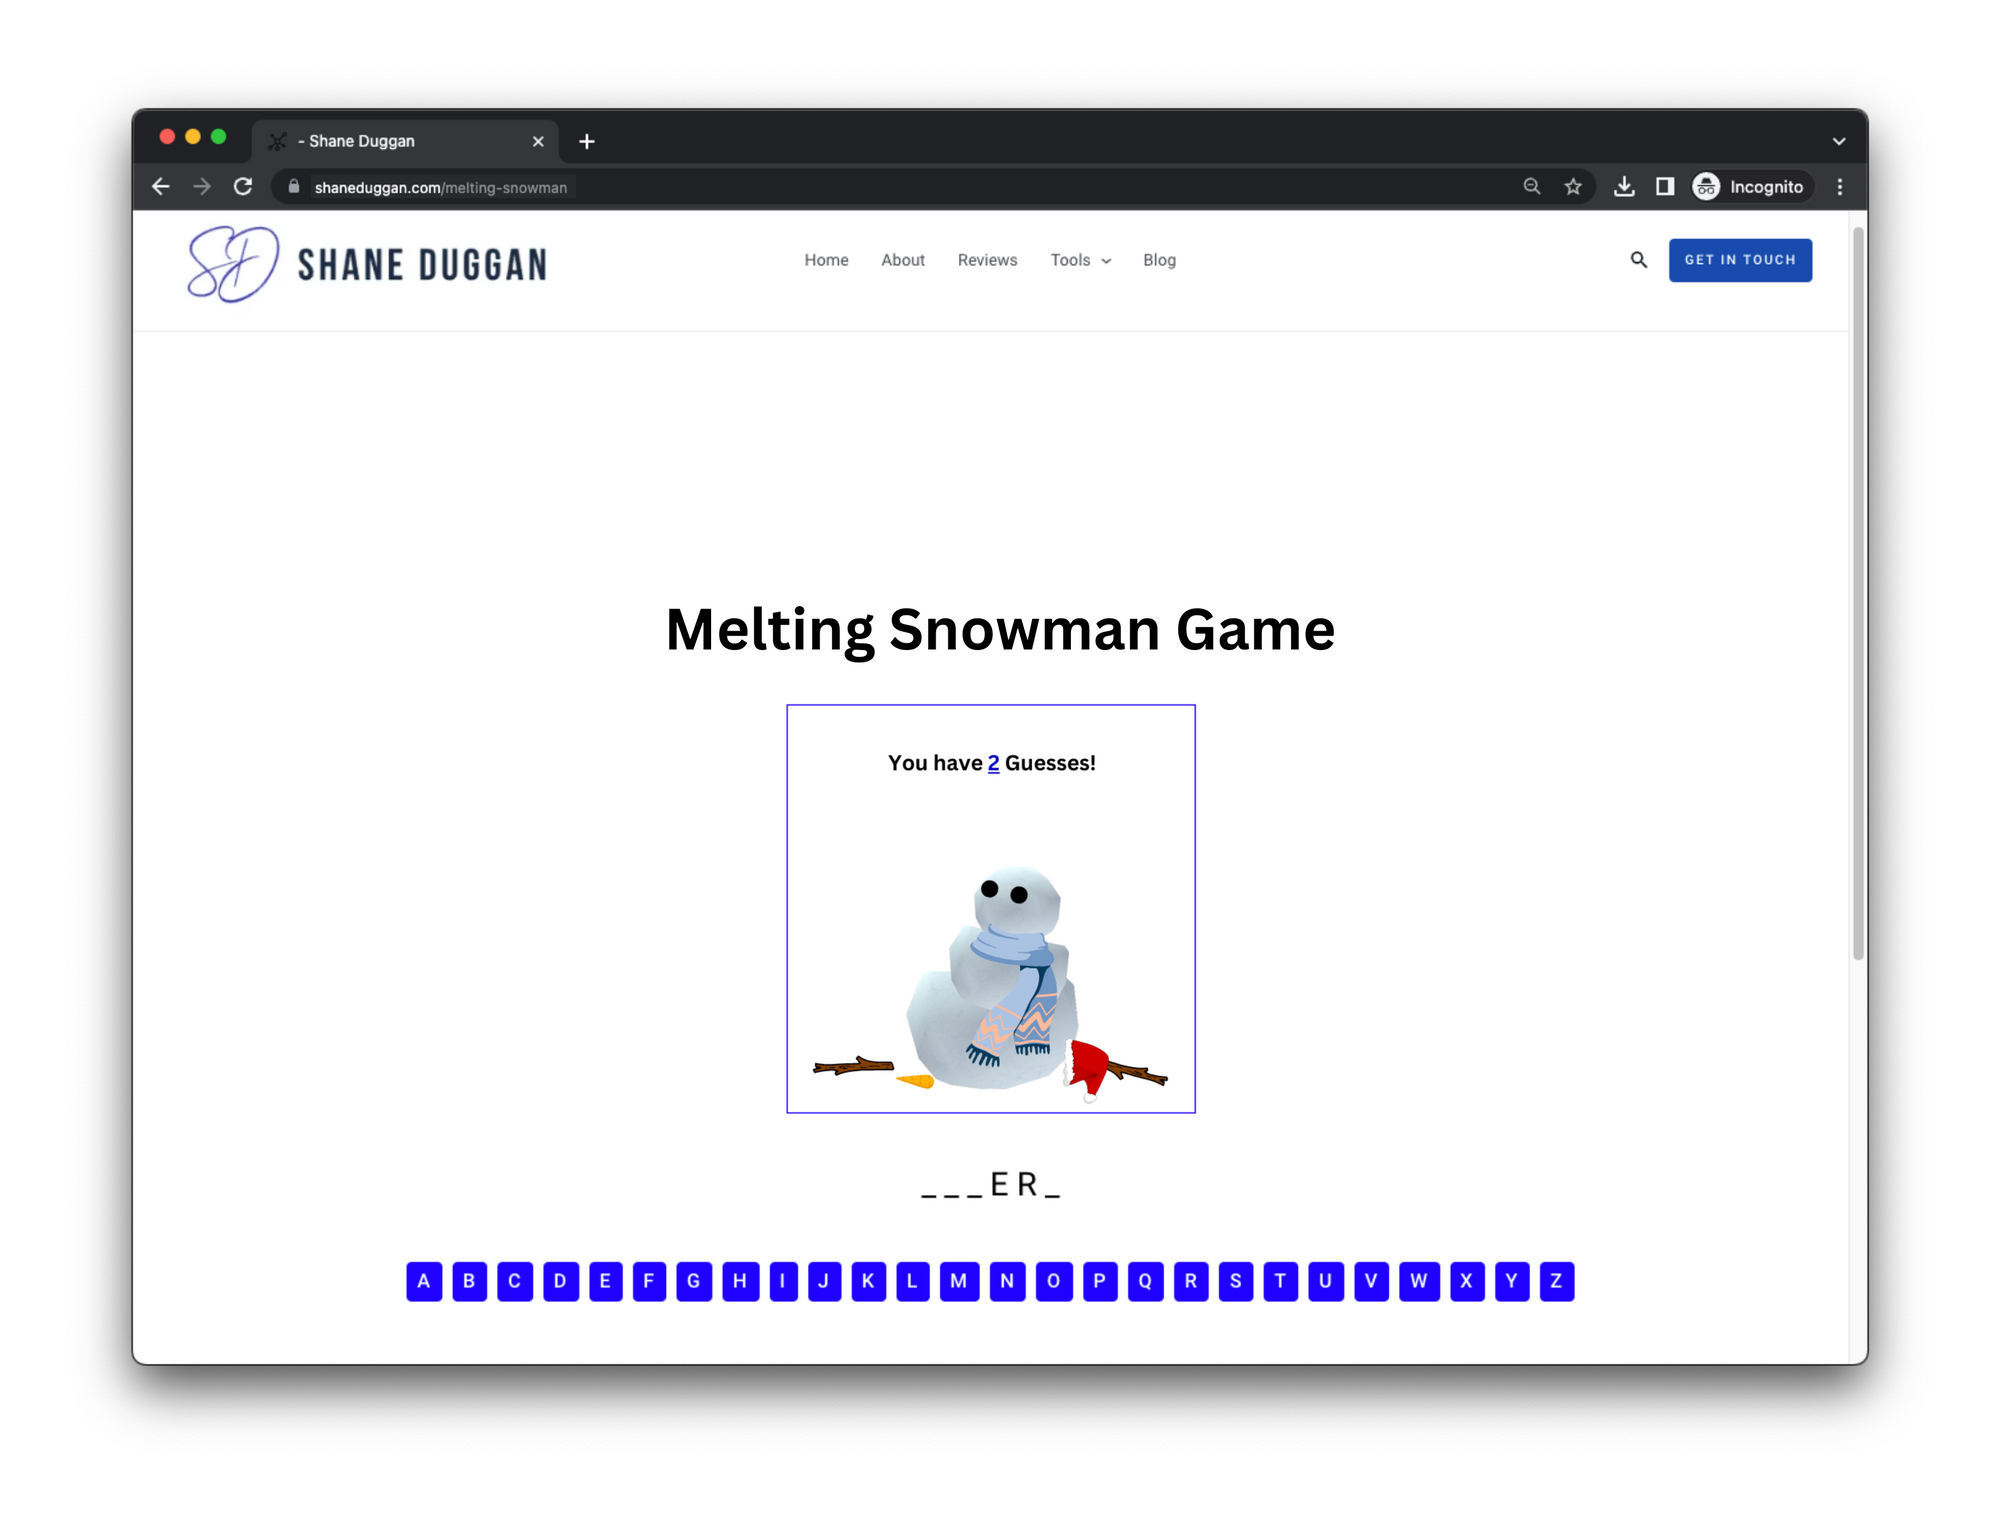 - Shane Duggan
shaneduggan.com/melting-snowman
Incognito
SD SHANE DUGGAN
Home About Reviews Tools Blog
GET IN TOUCH
Melting Snowman Game
You have 2 Guesses!
_ _ _ E R _
A B C D E F G H I J K L M N O P Q R S T U V W X Y Z